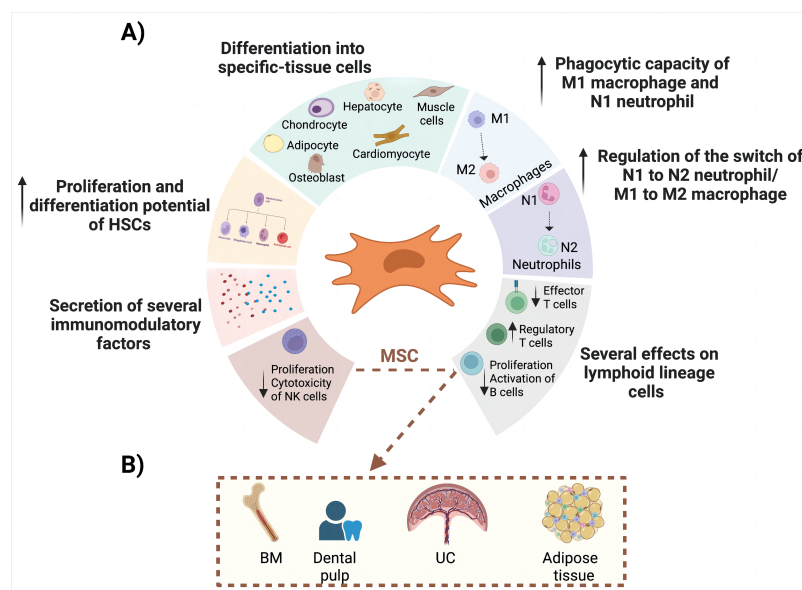 A)
Differentiation into
specific-tissue cells
Phagocytic capacity of
M1 macrophage and
N1 neutrophil
Hepatocyte
Muscle
cells
Chondrocyte
Adipocyte
Cardiomyocyte
Osteoblast
M1
M2
Macrophages
Regulation of the switch of
N1 to N2 neutrophil/
M1 to M2 macrophage
Proliferation and
differentiation potential
of HSCs
N1
N2
Neutrophils
Secretion of several
immunomodulatory
factors
Effector
T cells
Regulatory
T cells
Proliferation
Activation of
B cells
Several effects on
lymphoid lineage
cells
MSC
Proliferation
Cytotoxicity
of NK cells
B)
BM
Dental
pulp
UC
Adipose
tissue